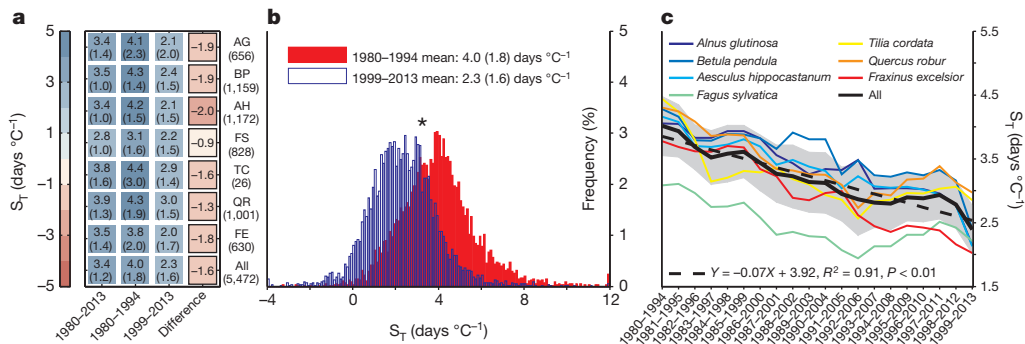 a
S_T (days °C⁻¹)
5
3
1
−1
−3
−5
3.4 (1.4) 4.1 (2.3) 2.1 (2.0) −1.9 AG (656)
3.5 (1.0) 4.3 (1.4) 2.4 (1.5) −1.9 BP (1,159)
3.4 (1.0) 4.2 (1.5) 2.1 (1.5) −2.0 AH (1,172)
2.8 (1.0) 3.1 (1.6) 2.2 (1.5) −0.9 FS (828)
3.8 (1.6) 4.4 (3.0) 2.9 (1.4) −1.6 TC (26)
3.9 (1.3) 4.3 (1.9) 3.0 (1.5) −1.3 QR (1,001)
3.5 (1.4) 3.8 (2.0) 2.0 (1.7) −1.8 FE (630)
3.4 (1.2) 4.0 (1.8) 2.3 (1.6) −1.6 All (5,472)
1980–2013
1980–1994
1999–2013
Difference
b
1980–1994 mean: 4.0 (1.8) days °C⁻¹
1999–2013 mean: 2.3 (1.6) days °C⁻¹
*
Frequency (%)
5
4
3
2
1
0
−4 0 4 8 12
S_T (days °C⁻¹)
c
Alnus glutinosa
Betula pendula
Aesculus hippocastanum
Fagus sylvatica
Tilia cordata
Quercus robur
Fraxinus excelsior
All
5.5
4.5
3.5
2.5
1.5
S_T (days °C⁻¹)
Y = −0.07X + 3.92, R² = 0.91, P < 0.01
1980–1994
1981–1995
1982–1996
1983–1997
1984–1998
1985–1999
1986–2000
1987–2001
1988–2002
1989–2003
1990–2004
1991–2005
1992–2006
1993–2007
1994–2008
1995–2009
1996–2010
1997–2011
1998–2012
1999–2013